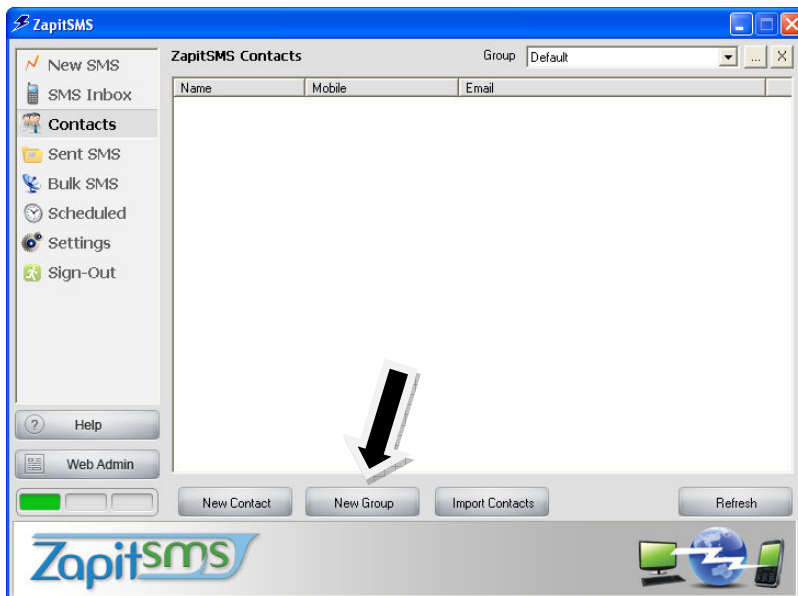 ZapitSMS
New SMS
SMS Inbox
Contacts
Sent SMS
Bulk SMS
Scheduled
Settings
Sign-Out
Help
Web Admin
ZapitSMS Contacts
Group Default ... X
Name Mobile Email
New Contact New Group Import Contacts Refresh
ZapitSMS